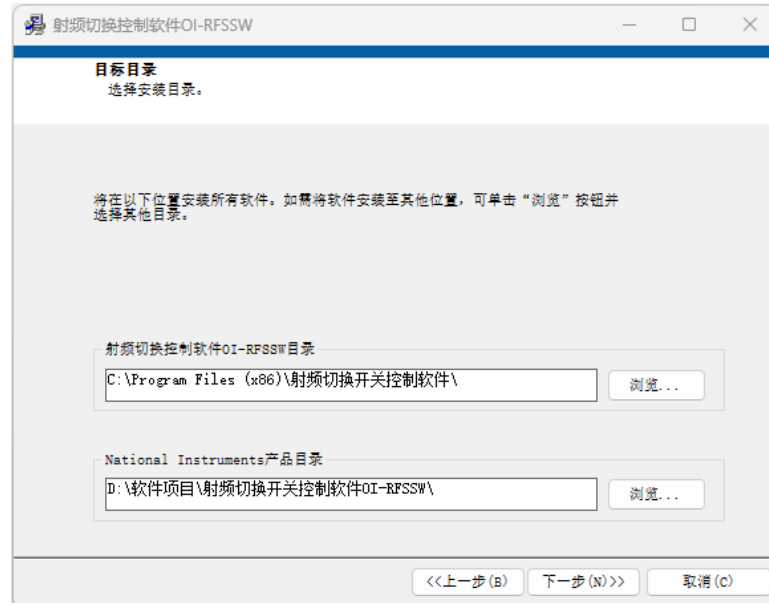 射频切换控制软件OI-RFSSW
目标目录
选择安装目录。
将在以下位置安装所有软件。如需将软件安装至其他位置，可单击“浏览”按钮并
选择其他目录。
射频切换控制软件OI-RFSSW目录
C:\Program Files (x86)\射频切换开关控制软件\
浏览...
National Instruments产品目录
D:\软件项目\射频切换开关控制软件OI-RFSSW\
浏览...
<<上一步(B)
下一步(N)>>
取消(C)